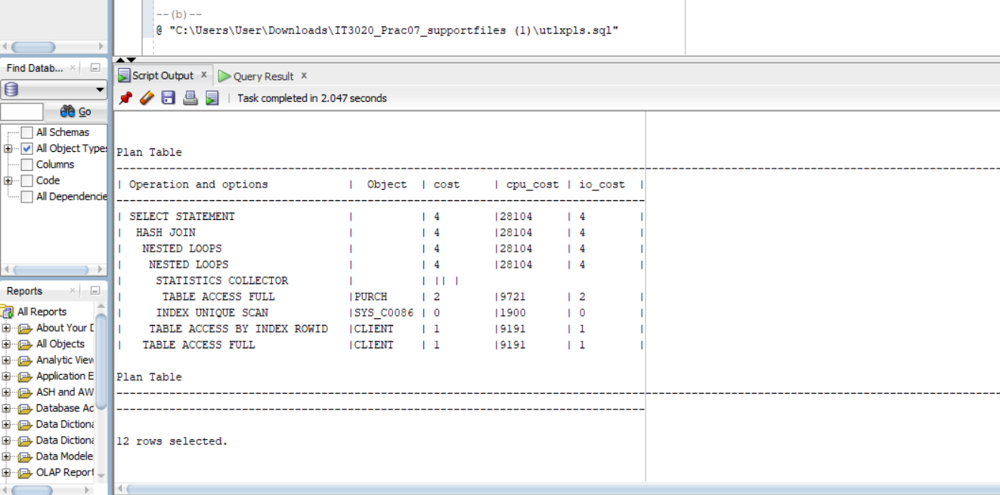 --(b)--
@ "C:\Users\User\Downloads\IT3020_Prac07_supportfiles (1)\utlxpls.sql"
Find Datab... x
Go
All Schemas
All Object Types
Columns
Code
All Dependencie
Reports x
All Reports
About Your D
All Objects
Analytic View
Application E
ASH and AW
Database Ad
Data Dictiona
Data Dictiona
Data Modele
OLAP Report
Script Output x Query Result x
Task completed in 2.047 seconds
Plan Table
--------------------------------------------------------------------------------
| Operation and options | Object | cost | cpu_cost | io_cost |
--------------------------------------------------------------------------------
| SELECT STATEMENT | | 4 |28104 | 4 |
| HASH JOIN | | 4 |28104 | 4 |
| NESTED LOOPS | | 4 |28104 | 4 |
| NESTED LOOPS | | 4 |28104 | 4 |
| STATISTICS COLLECTOR | | || |
| TABLE ACCESS FULL |PURCH | 2 |9721 | 2 |
| INDEX UNIQUE SCAN |SYS_C0086 | 0 |1900 | 0 |
| TABLE ACCESS BY INDEX ROWID |CLIENT | 1 |9191 | 1 |
| TABLE ACCESS FULL |CLIENT | 1 |9191 | 1 |
Plan Table
--------------------------------------------------------------------------------
--------------------------------------------------------------------------------
12 rows selected.